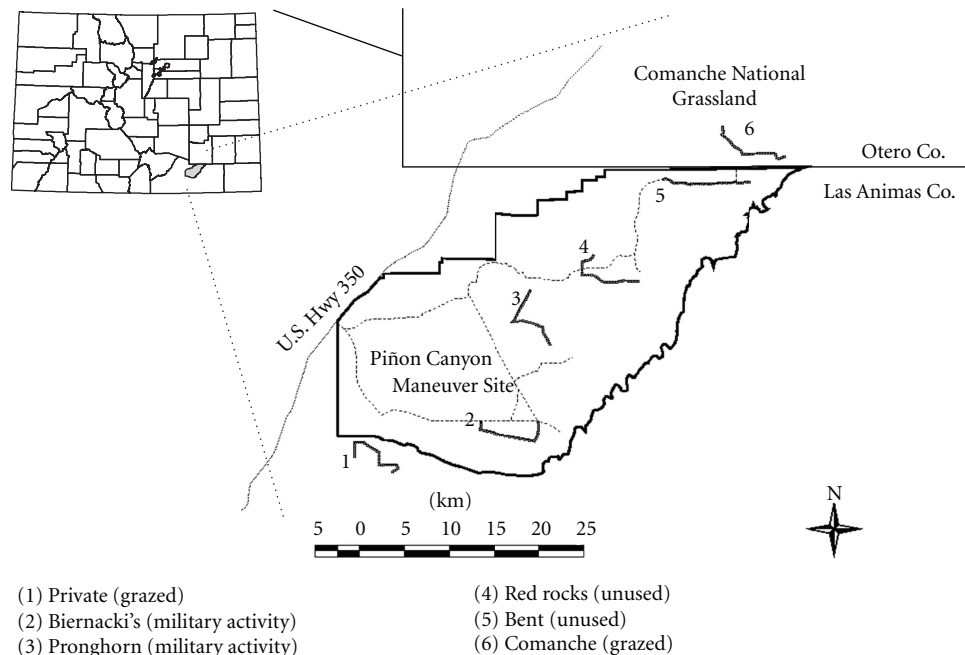 Comanche National
Grassland
6
Otero Co.
Las Animas Co.
5
4
U.S. Hwy 350
3
Piñon Canyon
Maneuver Site
2
1
(km)
5 0 5 10 15 20 25
N
(1) Private (grazed)
(2) Biernacki's (military activity)
(3) Pronghorn (military activity)
(4) Red rocks (unused)
(5) Bent (unused)
(6) Comanche (grazed)